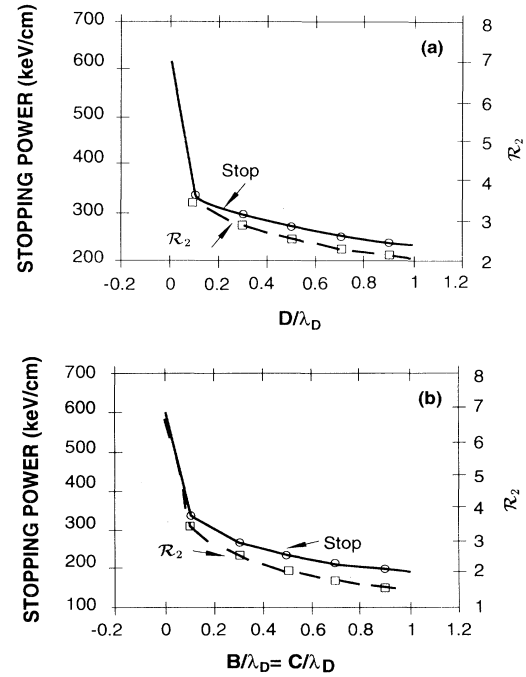 STOPPING POWER (keV/cm)
700
600
500
400
300
200
(a)
Stop
ℛ2
8
7
6
5
4
3
2
ℛ2
-0.2 0 0.2 0.4 0.6 0.8 1 1.2
D/λD
STOPPING POWER (keV/cm)
700
600
500
400
300
200
100
(b)
Stop
ℛ2
8
7
6
5
4
3
2
1
ℛ2
-0.2 0 0.2 0.4 0.6 0.8 1 1.2
B/λD= C/λD